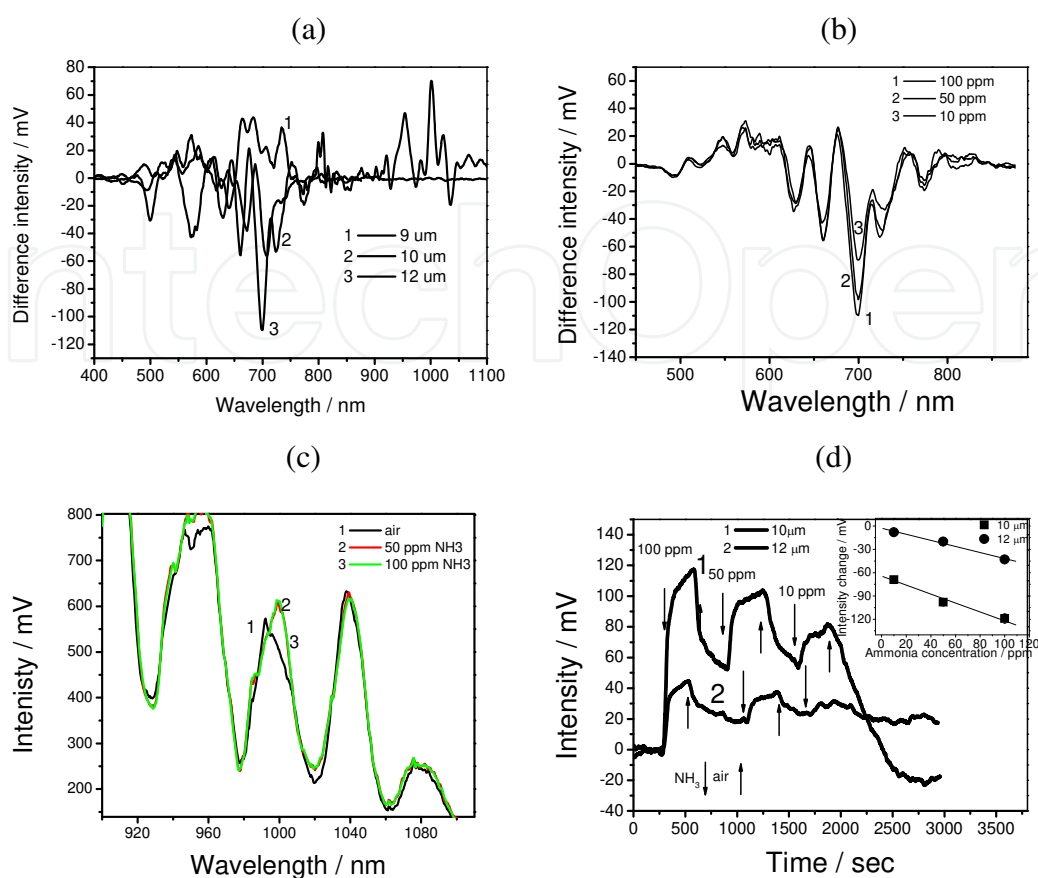 (a)
80
60
40
20
0
-20
-40
-60
-80
-100
-120
400 500 600 700 800 900 1000 1100
Difference intensity / mV
Wavelength / nm
1
2
3
1 9 um
2 10 um
3 12 um
(b)
80
60
40
20
0
-20
-40
-60
-80
-100
-120
-140
500 600 700 800
Difference intensity / mV
Wavelength / nm
1 100 ppm
2 50 ppm
3 10 ppm
3
2
1
IntechOpen
(c)
800
700
600
500
400
300
200
920 960 1000 1040 1080
Intenisty / mV
Wavelength / nm
1 air
2 50 ppm NH3
3 100 ppm NH3
1
2
3
(d)
160
140
120
100
80
60
40
20
0
-20
-40
0 500 1000 1500 2000 2500 3000 3500
Intensity / mV
Time / sec
1 10μm
2 12 μm
100 ppm
1
50 ppm
10 ppm
2
NH3 air
0
-30
-60
-90
-120
0 20 40 60 80 100 120
Intensity change / mV
Ammonia concentration / ppm
10 μm
12 μm